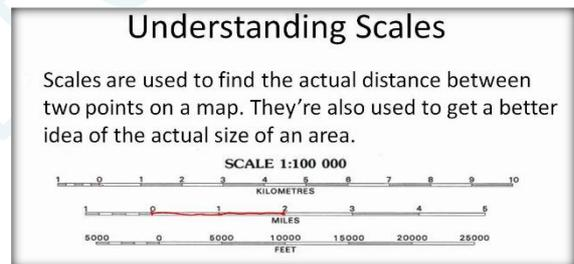 Understanding Scales
Scales are used to find the actual distance between
two points on a map. They're also used to get a better
idea of the actual size of an area.
SCALE 1:100 000
1 0 1 2 3 4 5 6 7 8 9 10
KILOMETRES
1 0 1 2 3 4 5
MILES
5000 0 5000 10000 15000 20000 25000
FEET